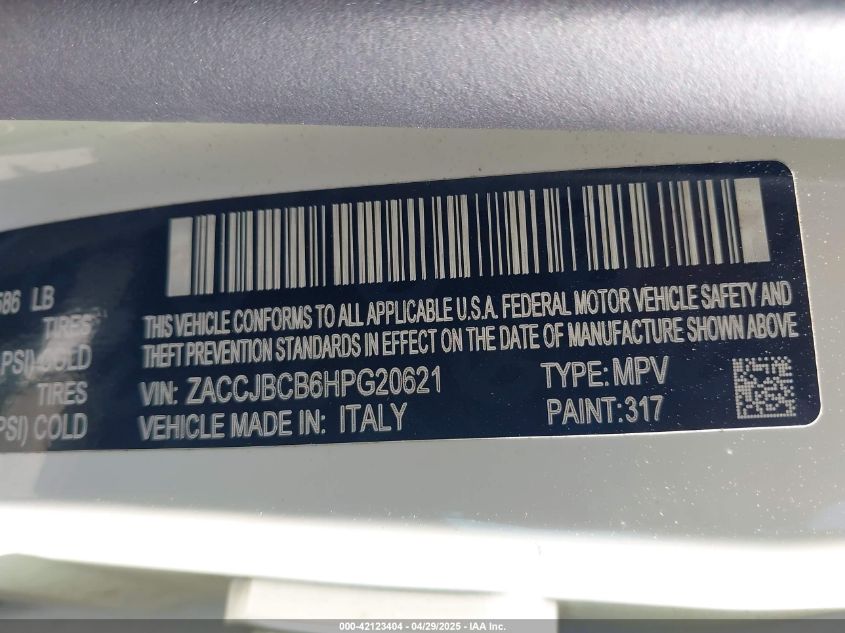 586 LB
THIS VEHICLE CONFORMS TO ALL APPLICABLE U.S.A. FEDERAL MOTOR VEHICLE SAFETY AND
THEFT PREVENTION STANDARDS IN EFFECT ON THE DATE OF MANUFACTURE SHOWN ABOVE
TIRES
PSI) COLD
TIRES
PSI) COLD
VIN: ZACCJBCB6HPG20621 TYPE: MPV
VEHICLE MADE IN: ITALY PAINT: 317
000-42123404 - 04/29/2025 - IAA Inc.